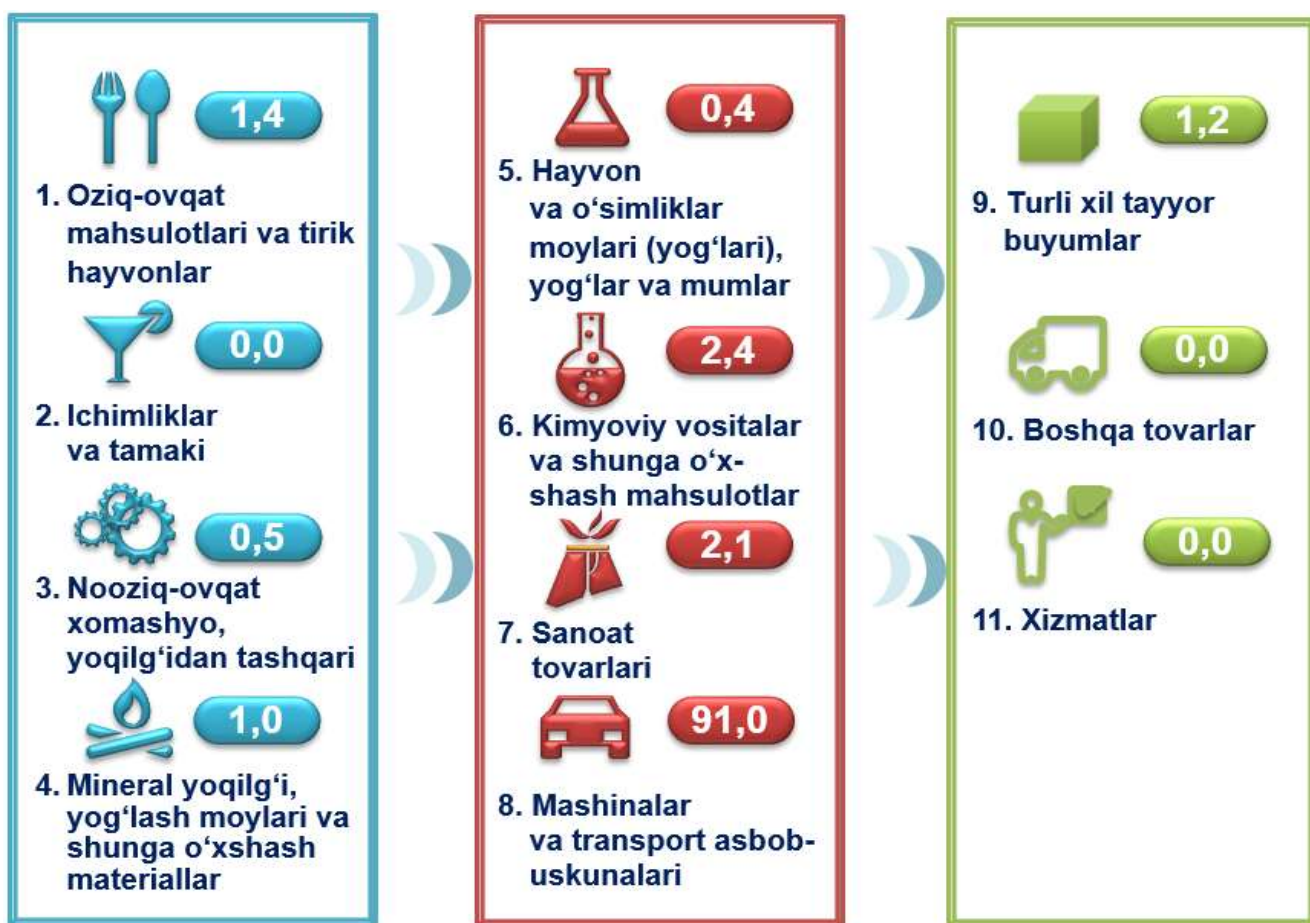 1,4
1. Oziq-ovqat
mahsulotlari va tirik
hayvonlar
0,0
2. Ichimliklar
va tamaki
0,5
3. Nooziq-ovqat
xomashyo,
yoqilg‘idan tashqari
1,0
4. Mineral yoqilg‘i,
yog‘lash moylari va
shunga o‘xshash
materiallar
0,4
5. Hayvon
va o‘simliklar
moylari (yog‘lari),
yog‘lar va mumlar
2,4
6. Kimyoviy vositalar
va shunga o‘x-
shash mahsulotlar
2,1
7. Sanoat
tovarlari
91,0
8. Mashinalar
va transport asbob-
uskunalari
1,2
9. Turli xil tayyor
buyumlar
0,0
10. Boshqa tovarlar
0,0
11. Xizmatlar